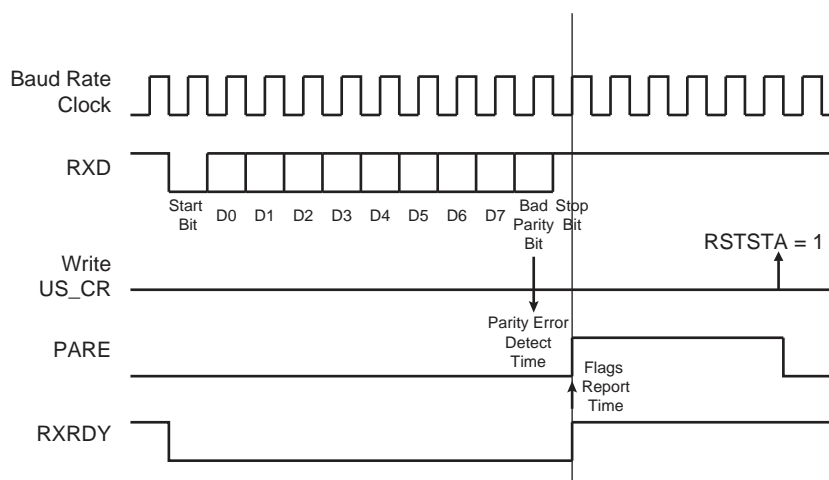 Baud Rate
Clock
RXD
Start
Bit
D0
D1
D2
D3
D4
D5
D6
D7
Bad
Parity
Bit
Stop
Bit
RSTSTA = 1
Write
US_CR
Parity Error
Detect
Time
PARE
Flags
Report
Time
RXRDY